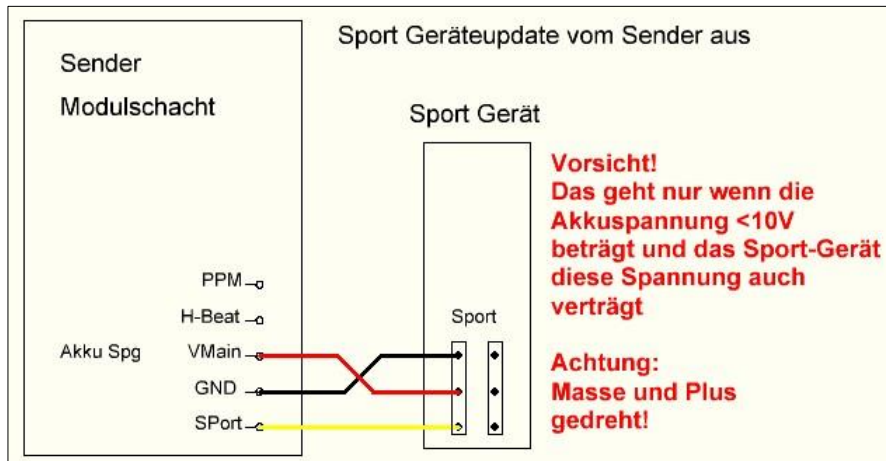 Sport Geräteupdate vom Sender aus
Sender
Modulschacht
Sport Gerät
Vorsicht!
Das geht nur wenn die
Akkuspannung <10V
beträgt und das Sport-Gerät
diese Spannung auch
verträgt
PPM
H-Beat
Sport
Akku Spg VMain
GND
SPort
Achtung:
Masse und Plus
gedreht!